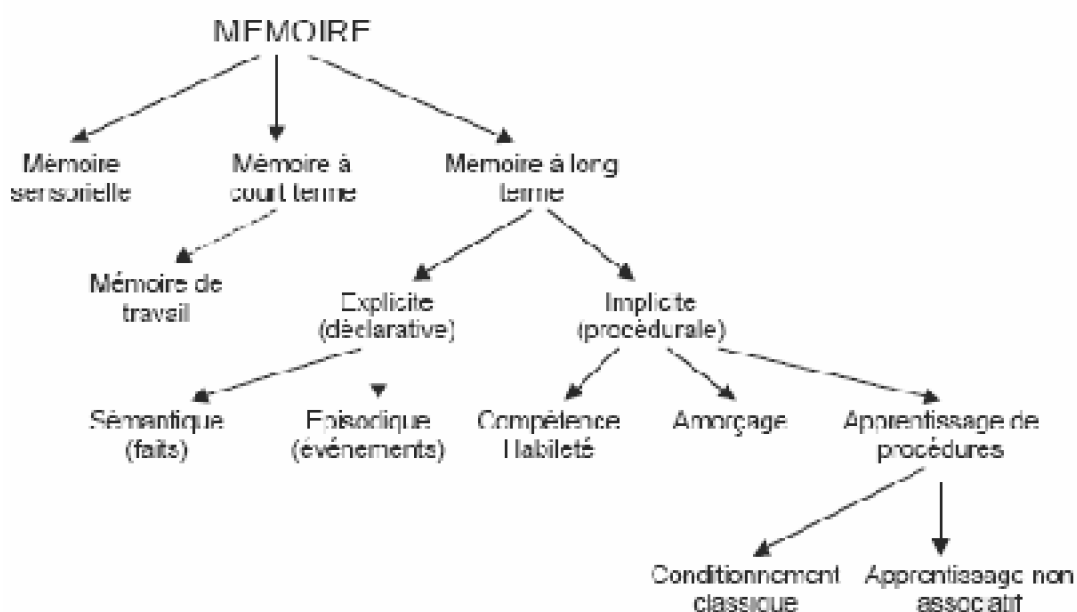 MEMOIRE
Mémoire
sensorielle
Mémoire à
court terme
Memoire à long
terme
Mémoire de
travail
Explicite
(déclarative)
Implicite
(procédurale)
Sémantique
(faits)
Episodique
(événements)
Compétence
Habileté
Amorçage
Apprentissage de
procédures
Conditionnement
classique
Apprentissage non
associatif